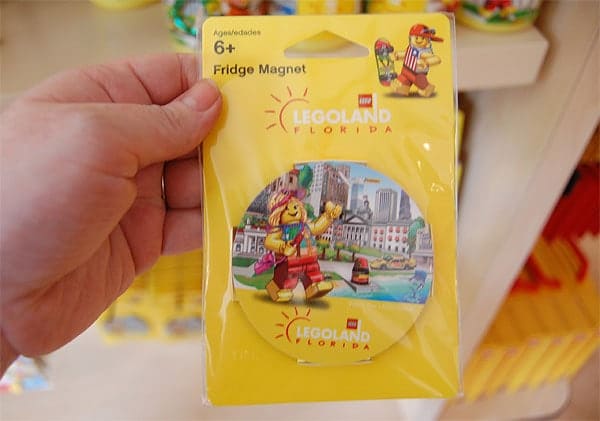 Ages/edades
6+
Fridge Magnet
LEGO
LEGOLAND
FLORIDA
LEGO
LEGOLAND
FLORIDA